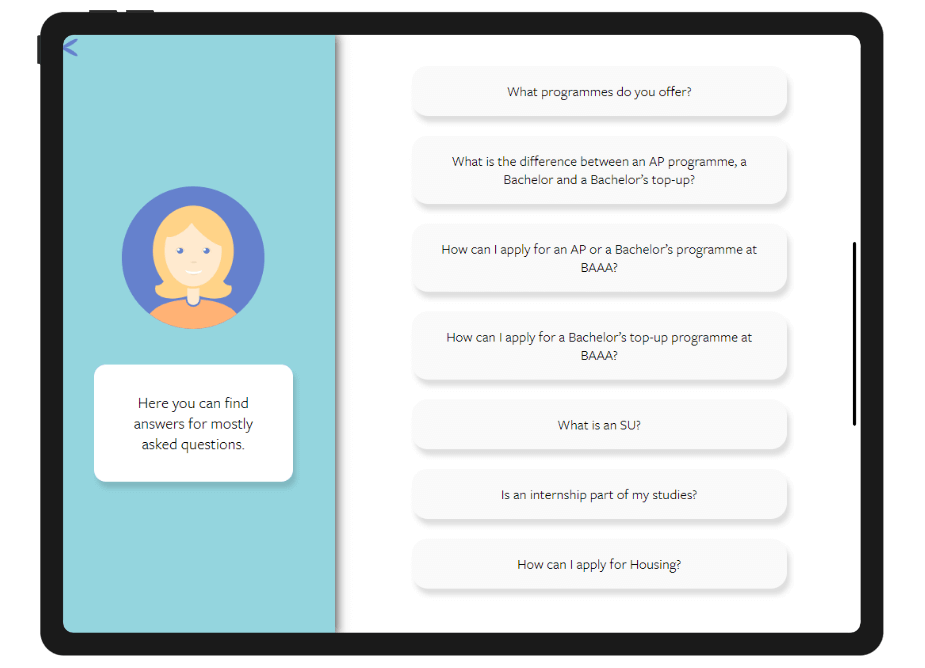 Here you can find
answers for mostly
asked questions.
What programmes do you offer?
What is the difference between an AP programme, a
Bachelor and a Bachelor’s top-up?
How can I apply for an AP or a Bachelor’s programme at
BAAA?
How can I apply for a Bachelor’s top-up programme at
BAAA?
What is an SU?
Is an internship part of my studies?
How can I apply for Housing?